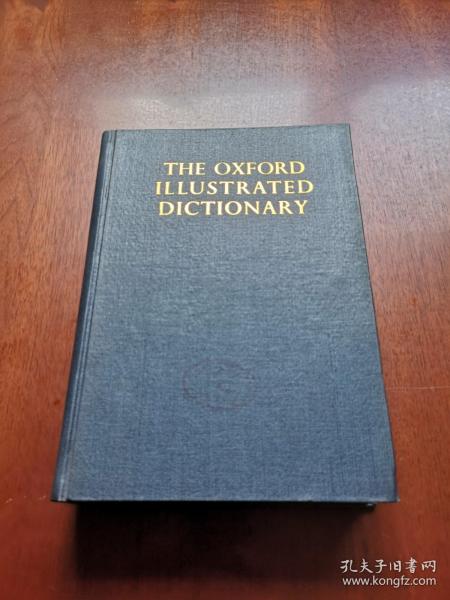 THE OXFORD
ILLUSTRATED
DICTIONARY
孔夫子旧书网
www.kongfz.com